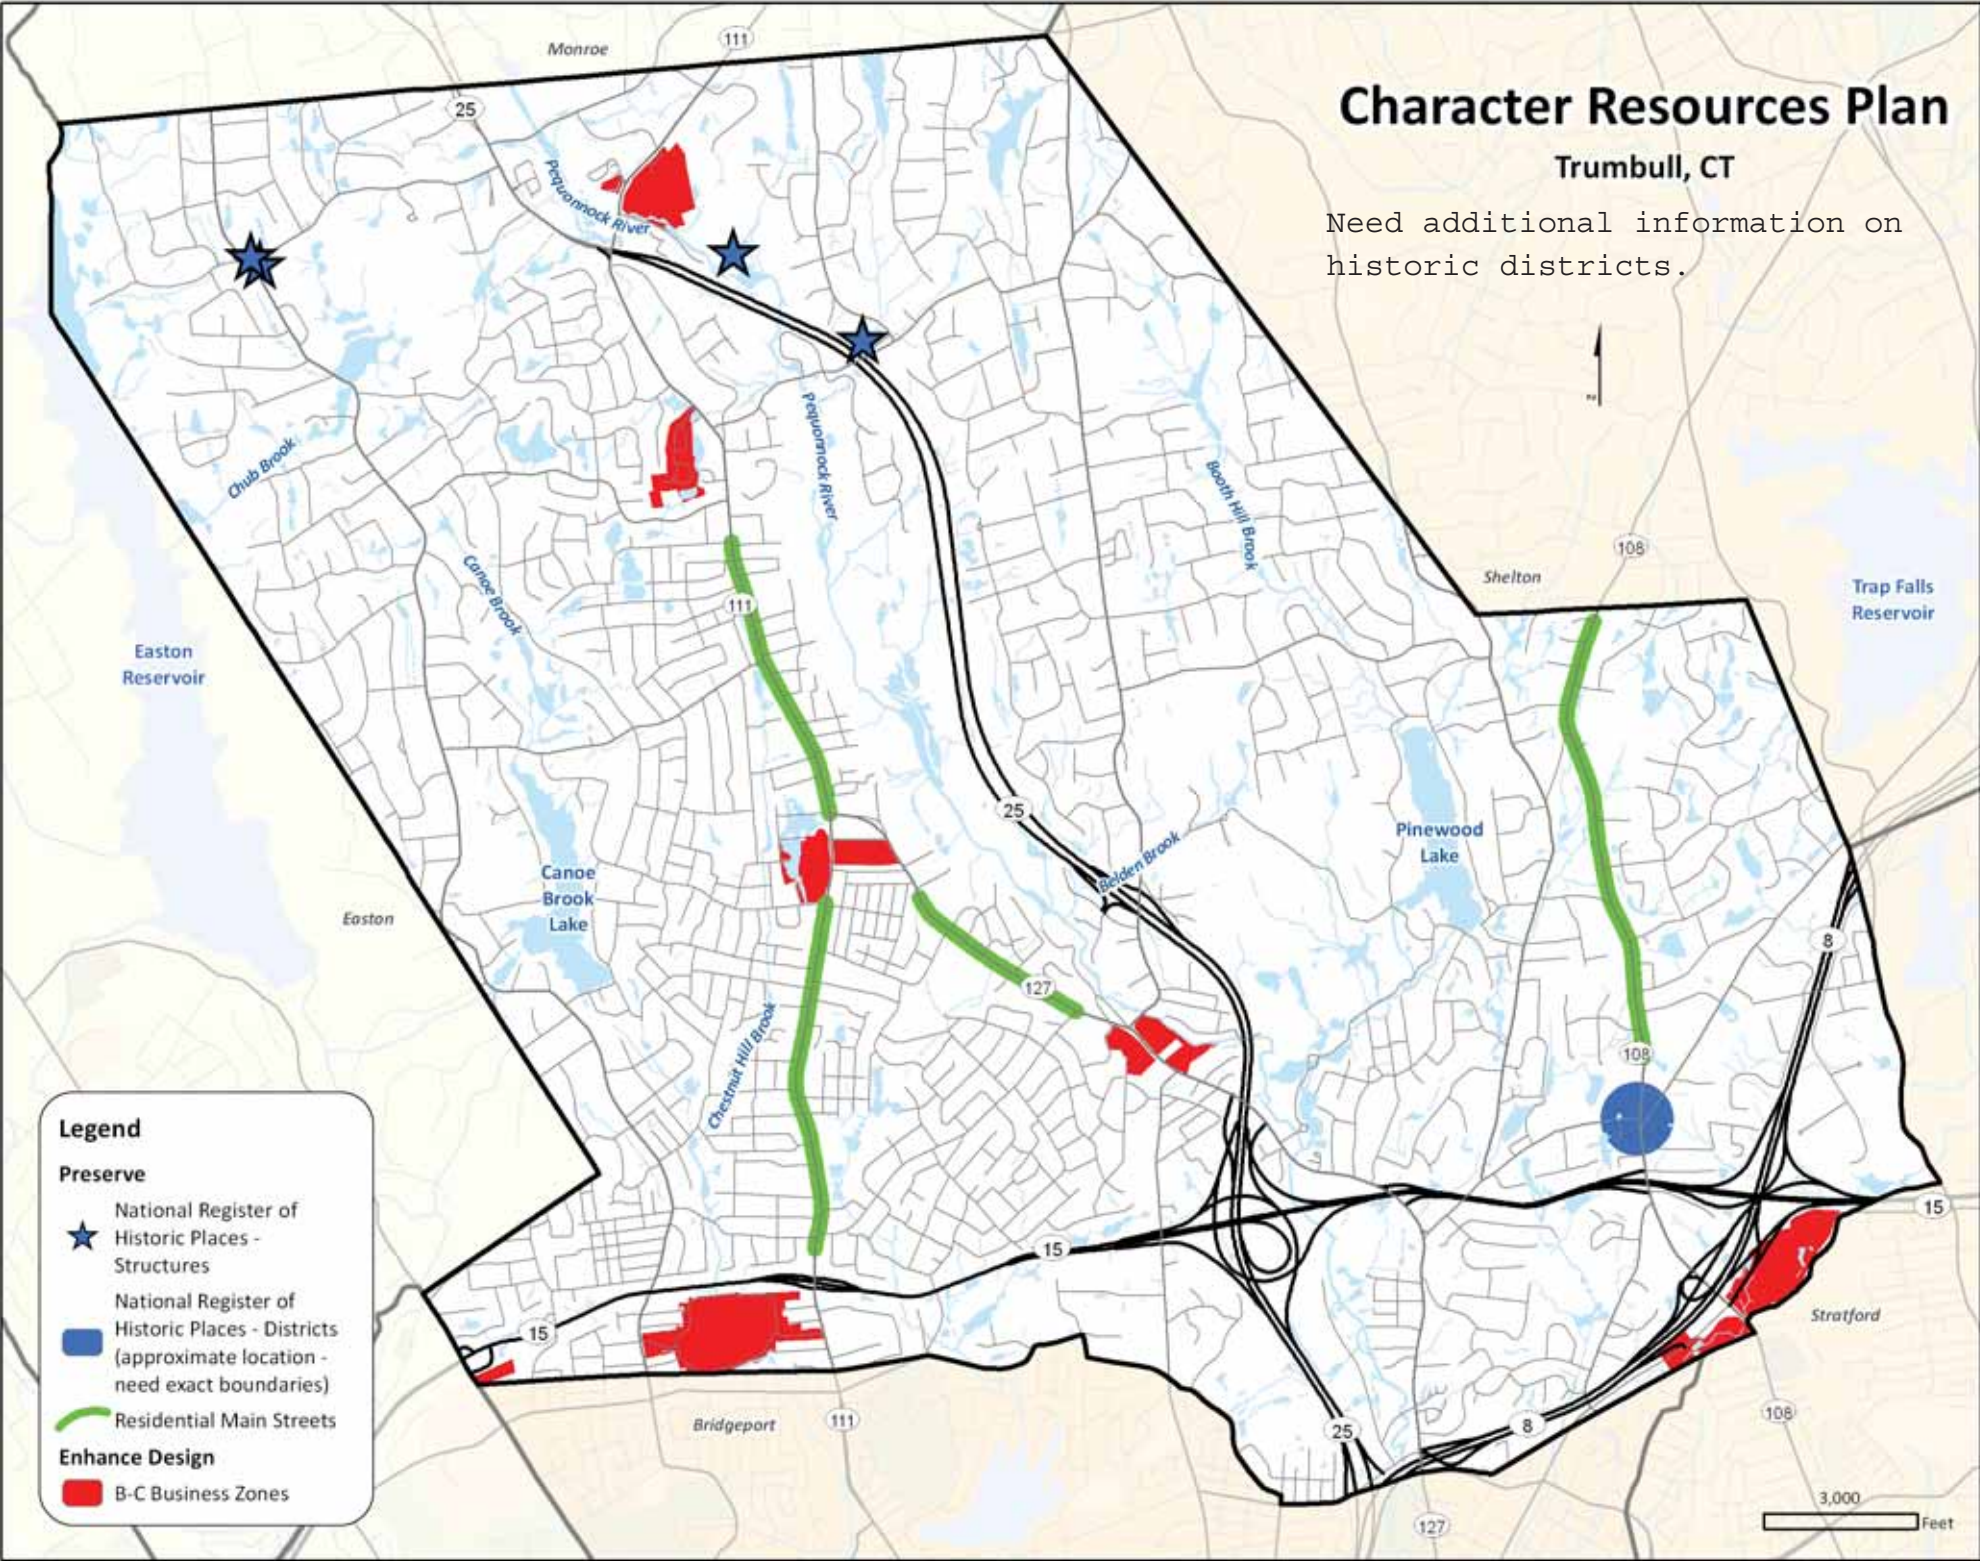 Monroe
111
25
Character Resources Plan
Trumbull, CT
Need additional information on
historic districts.
Pequonnock River
N
Pequonnock River
Chub Brook
Booth Hill Brook
108
Canoe Brook
Shelton
Trap Falls
Reservoir
111
Easton
Reservoir
25
Pinewood
Lake
Belden Brook
Canoe
Brook
Lake
Easton
8
127
Chestnut Hill Brook
108
Legend
Preserve
National Register of
Historic Places -
Structures
National Register of
Historic Places - Districts
(approximate location -
need exact boundaries)
Residential Main Streets
Enhance Design
B-C Business Zones
15
15
15
Stratford
Bridgeport
111
25
8
108
127
3,000
Feet